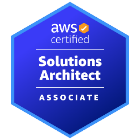 aws
certified
Solutions
Architect
ASSOCIATE